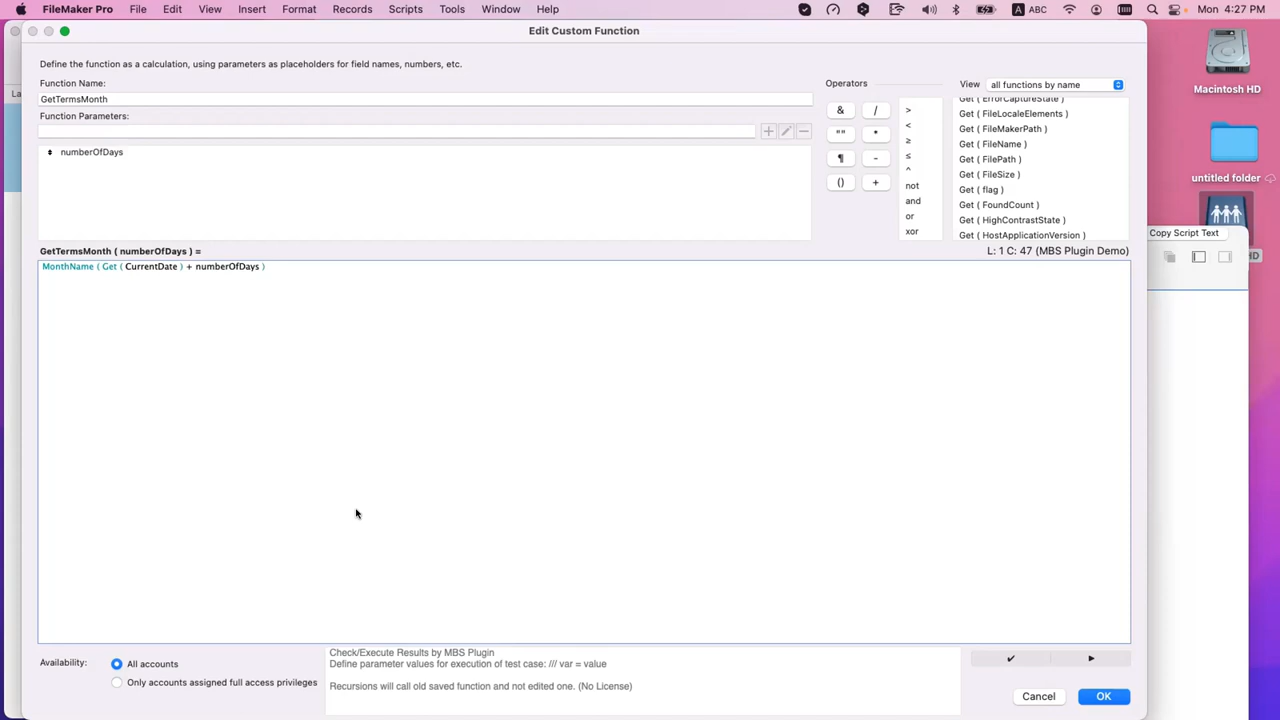 FileMaker Pro File Edit View Insert Format Records Scripts Tools Window Help A ABC Mon 4:27 PM
Edit Custom Function
Define the function as a calculation, using parameters as placeholders for field names, numbers, etc.
Function Name:
GetTermsMonth
Function Parameters:
numberOfDays
Operators
& /
"" *
¶ -
() +
>
<
≥
≤
^
not
and
or
xor
View all functions by name
Get ( ErrorCaptureState )
Get ( FileLocaleElements )
Get ( FileMakerPath )
Get ( FileName )
Get ( FilePath )
Get ( FileSize )
Get ( flag )
Get ( FoundCount )
Get ( HighContrastState )
Get ( HostApplicationVersion )
GetTermsMonth ( numberOfDays ) =
L: 1 C: 47 (MBS Plugin Demo)
MonthName ( Get ( CurrentDate ) + numberOfDays )
Availability:
All accounts
Only accounts assigned full access privileges
Check/Execute Results by MBS Plugin
Define parameter values for execution of test case: /// var = value
Recursions will call old saved function and not edited one. (No License)
Cancel
OK
La
Macintosh HD
untitled folder
Copy Script Text
HD